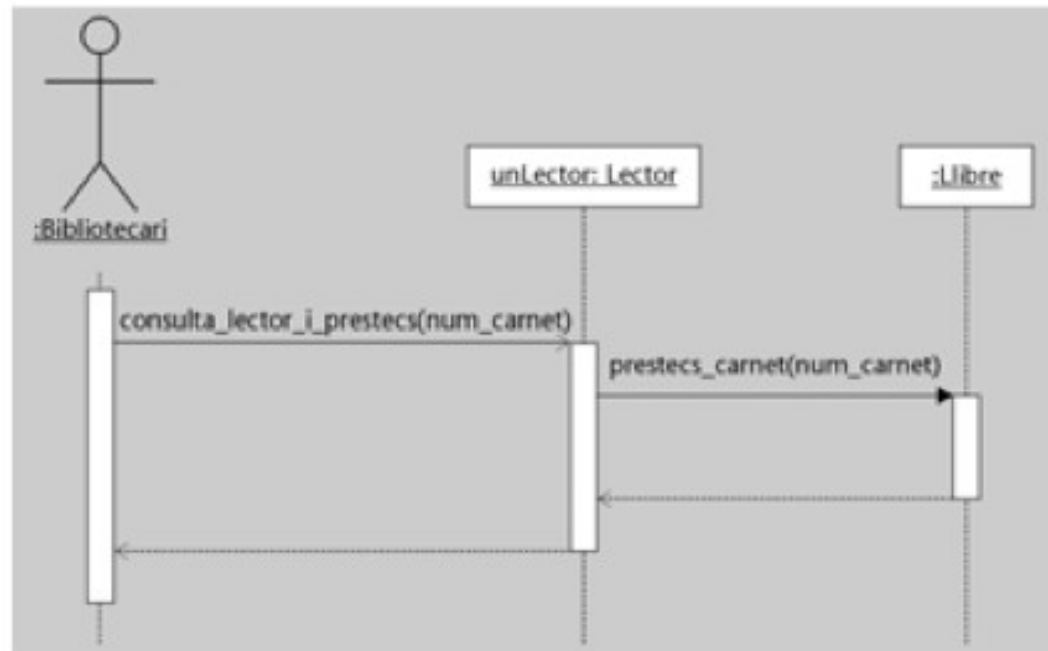 unLector: Lector
:Llibre
:Bibliotecari
consulta_lector_i_prestecs(num_carnet)
prestecs_carnet(num_carnet)